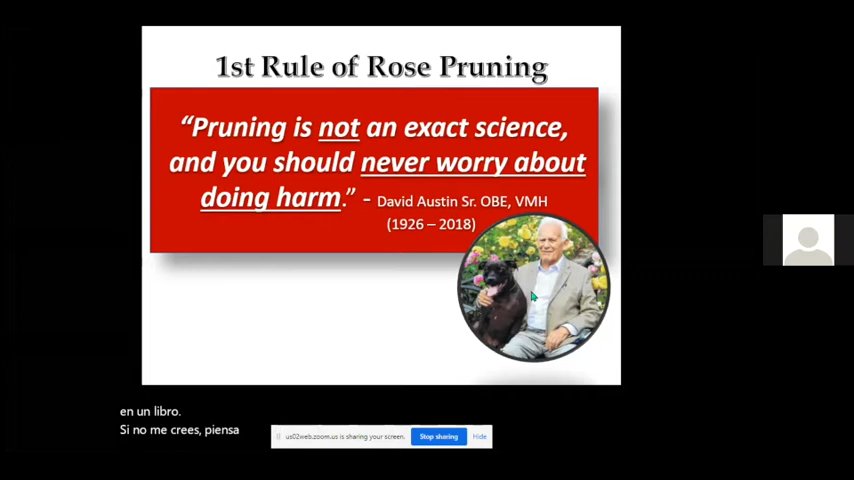 1st Rule of Rose Pruning
“Pruning is not an exact science,
and you should never worry about
doing harm.” - David Austin Sr. OBE, VMH
(1926 – 2018)
en un libro.
Si no me crees, piensa
us02web.zoom.us is sharing your screen. Stop sharing Hide